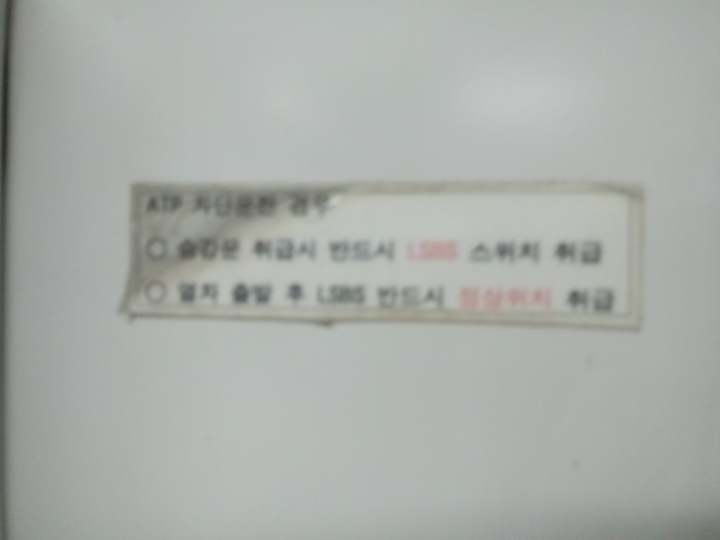 ATP 차단운전 경우
○ 승강문 취급시 반드시 LSBS 스위치 취급
○ 열차 출발 후 LSBS 반드시 정상위치 취급